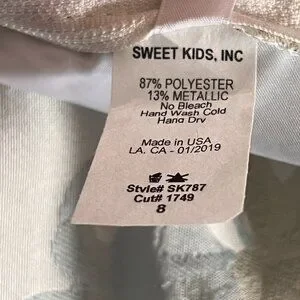 SWEET KIDS, INC
87% POLYESTER
13% METALLIC
No Bleach
Hand Wash Cold
Hand Dry
Made in USA
LA. CA - 01/2019
Style# SK787
Cut# 1749
8